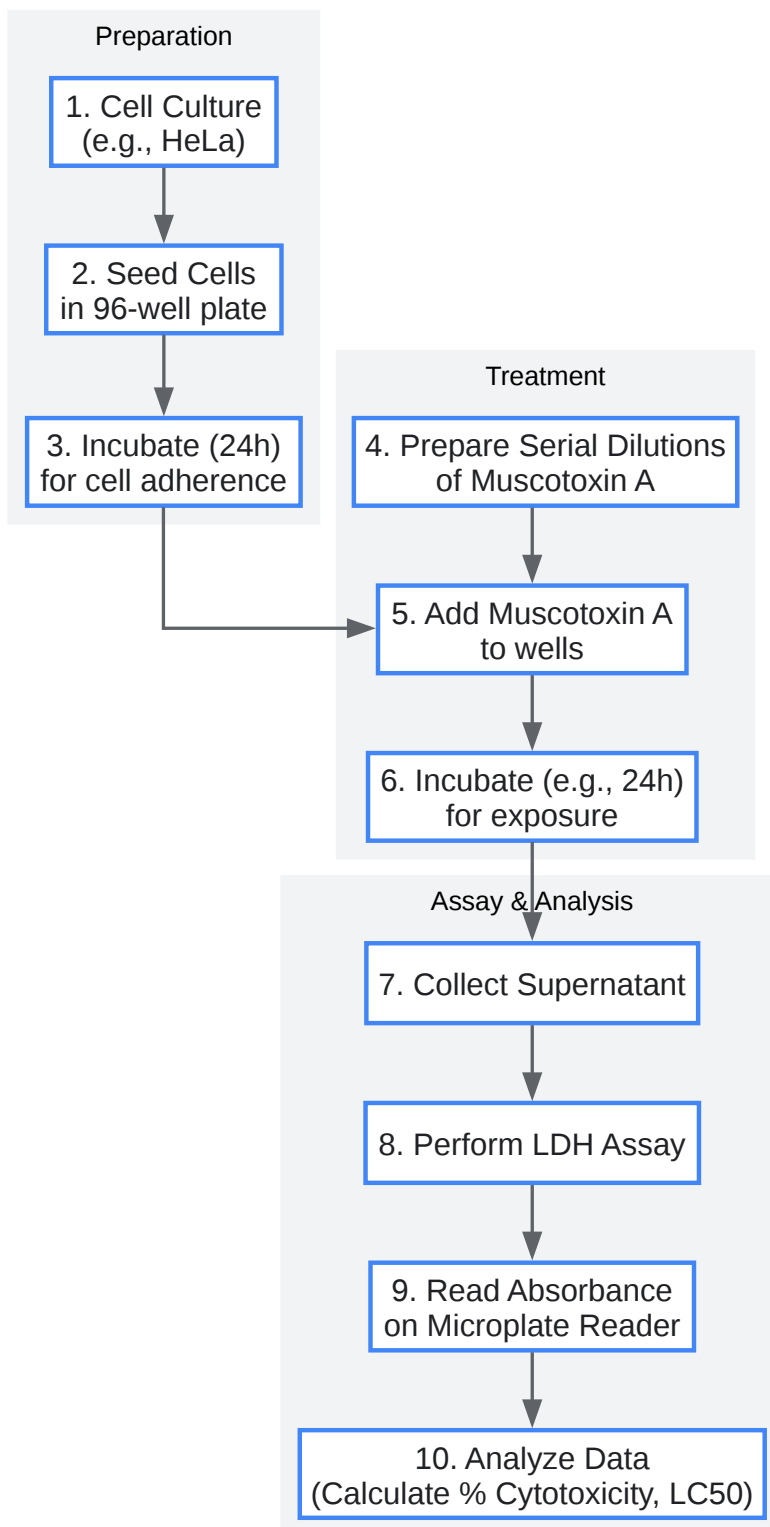 Preparation
1. Cell Culture
(e.g., HeLa)
2. Seed Cells
in 96-well plate
3. Incubate (24h)
for cell adherence
Treatment
4. Prepare Serial Dilutions
of Muscotoxin A
5. Add Muscotoxin A
to wells
6. Incubate (e.g., 24h)
for exposure
Assay & Analysis
7. Collect Supernatant
8. Perform LDH Assay
9. Read Absorbance
on Microplate Reader
10. Analyze Data
(Calculate % Cytotoxicity, LC50)